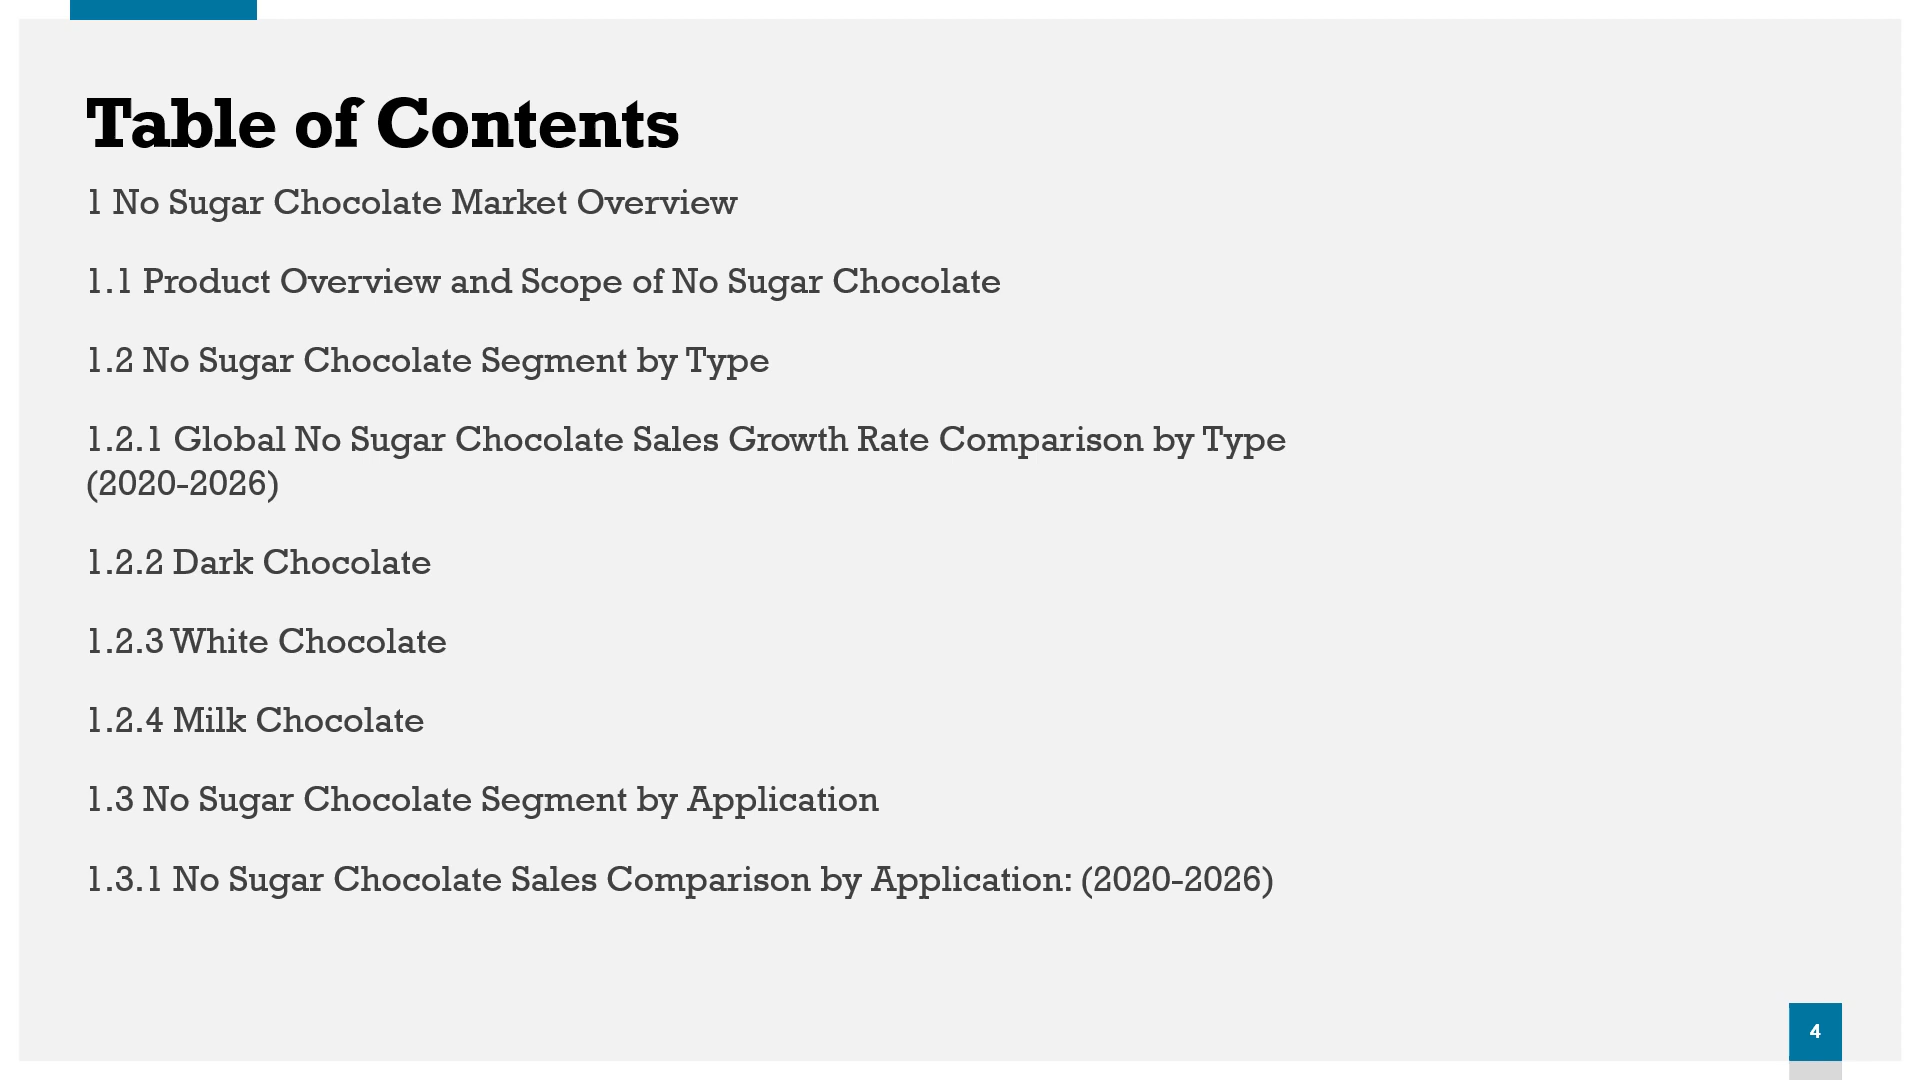 Table of Contents
1 No Sugar Chocolate Market Overview
1.1 Product Overview and Scope of No Sugar Chocolate
1.2 No Sugar Chocolate Segment by Type
1.2.1 Global No Sugar Chocolate Sales Growth Rate Comparison by Type
(2020-2026)
1.2.2 Dark Chocolate
1.2.3 White Chocolate
1.2.4 Milk Chocolate
1.3 No Sugar Chocolate Segment by Application
1.3.1 No Sugar Chocolate Sales Comparison by Application: (2020-2026)
4